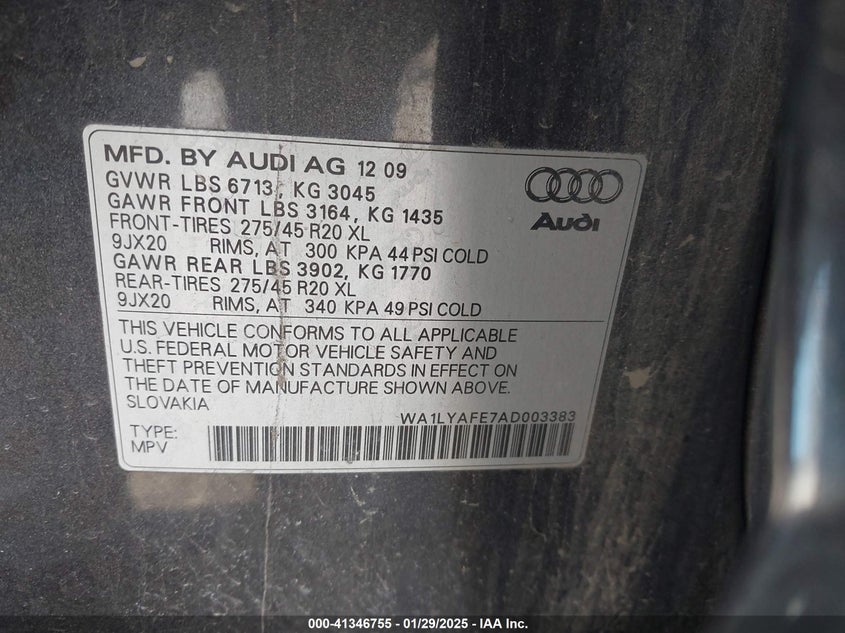 MFD. BY AUDI AG 12 09
GVWR LBS 6713, KG 3045
GAWR FRONT LBS 3164, KG 1435
FRONT-TIRES 275/45 R20 XL
9JX20 RIMS, AT 300 KPA 44 PSI COLD
GAWR REAR LBS 3902, KG 1770
REAR-TIRES 275/45 R20 XL
9JX20 RIMS, AT 340 KPA 49 PSI COLD
Audi
THIS VEHICLE CONFORMS TO ALL APPLICABLE
U.S. FEDERAL MOTOR VEHICLE SAFETY AND
THEFT PREVENTION STANDARDS IN EFFECT ON
THE DATE OF MANUFACTURE SHOWN ABOVE.
SLOVAKIA
WA1LYAFE7AD003383
TYPE:
MPV
000-41346755 - 01/29/2025 - IAA Inc.